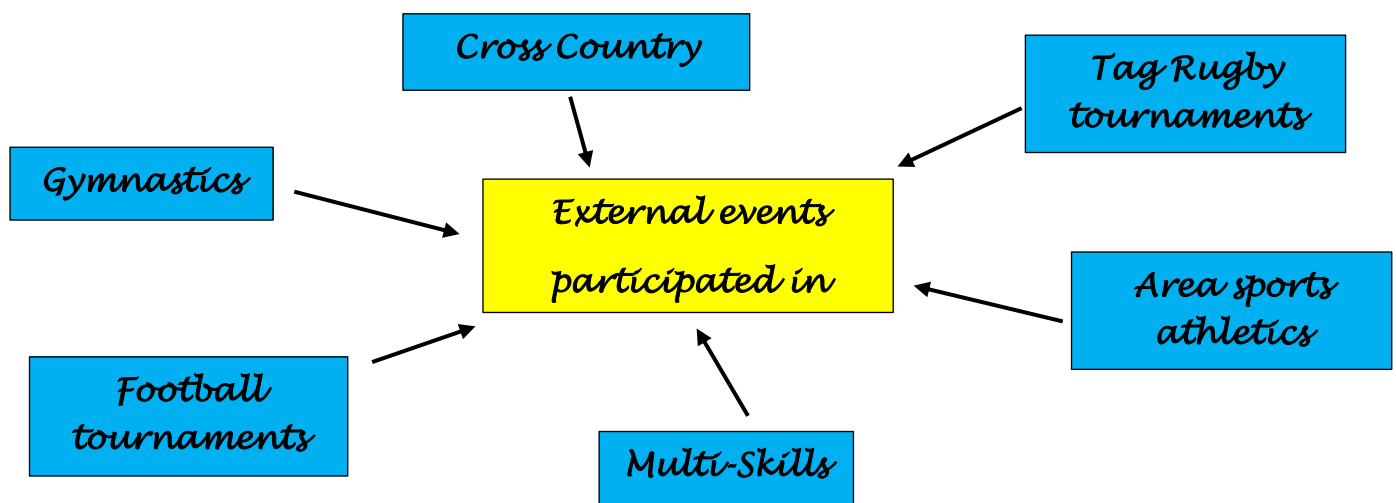 Cross Country
Tag Rugby
tournaments
Gymnastics
External events
participated in
Area sports
athletics
Football
tournaments
Multi-Skills